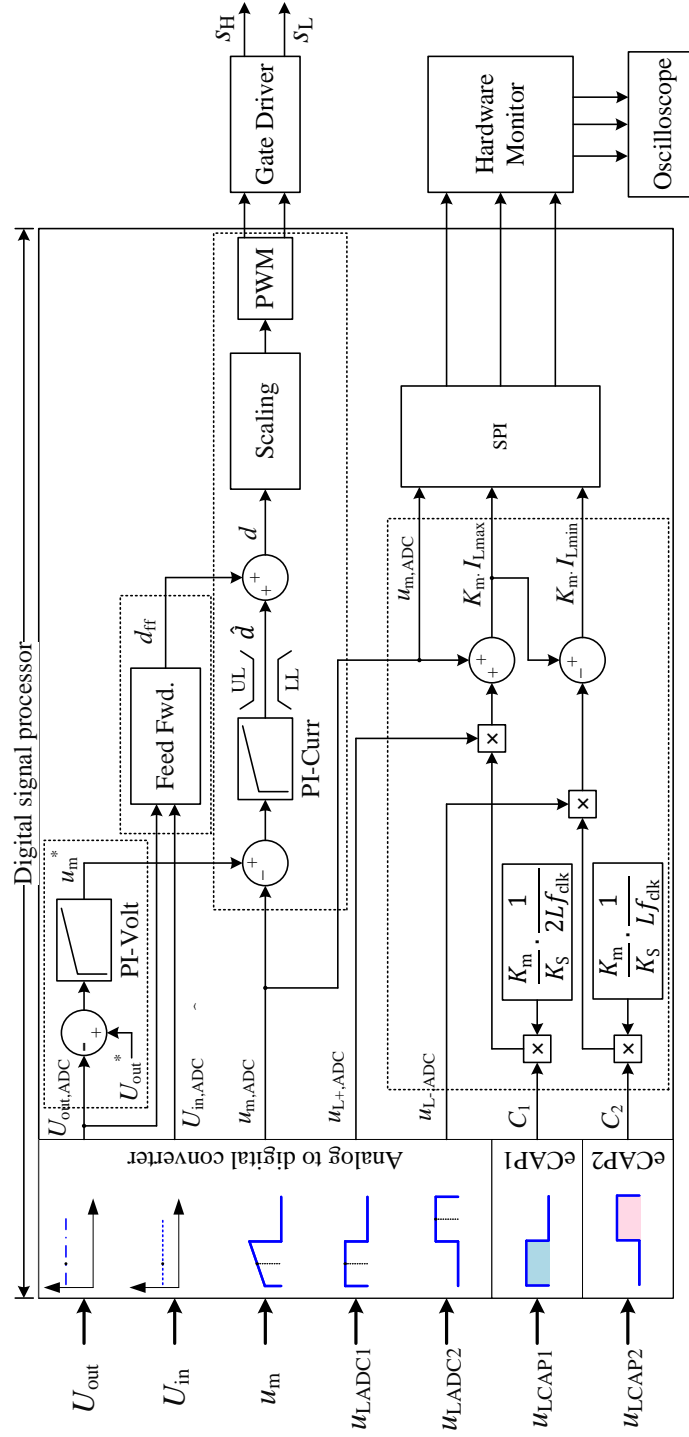 Digital signal processor
U_out
U_in
u_m
u_LADC1
u_LADC2
u_LCAP1
u_LCAP2
Analog to digital converter
eCAP1
eCAP2
U_out,ADC
U_in,ADC
u_m,ADC
u_L+,ADC
u_L-,ADC
C_1
C_2
-
+
U_out^*
PI-Volt
u_m^*
Feed Fwd.
d_ff
-
+
PI-Curr
UL
LL
d̂
+
+
d
Scaling
PWM
Gate Driver
S_H
S_L
×
K_m/K_S · 1/(2Lf_clk)
×
K_m/K_S · 1/(Lf_clk)
×
×
+
+
-
+
u_m,ADC
K_m · I_Lmax
K_m · I_Lmin
SPI
Hardware
Monitor
Oscilloscope